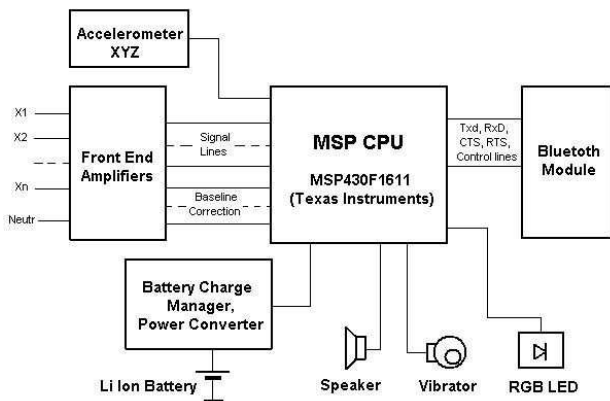 Accelerometer
XYZ
X1
X2
Xn
Neutr
Front End
Amplifiers
Signal
Lines
Baseline
Correction
MSP CPU
MSP430F1611
(Texas Instruments)
Txd, RxD,
CTS, RTS,
Control lines
Bluetoth
Module
Battery Charge
Manager,
Power Converter
Li Ion Battery
Speaker
Vibrator
RGB LED